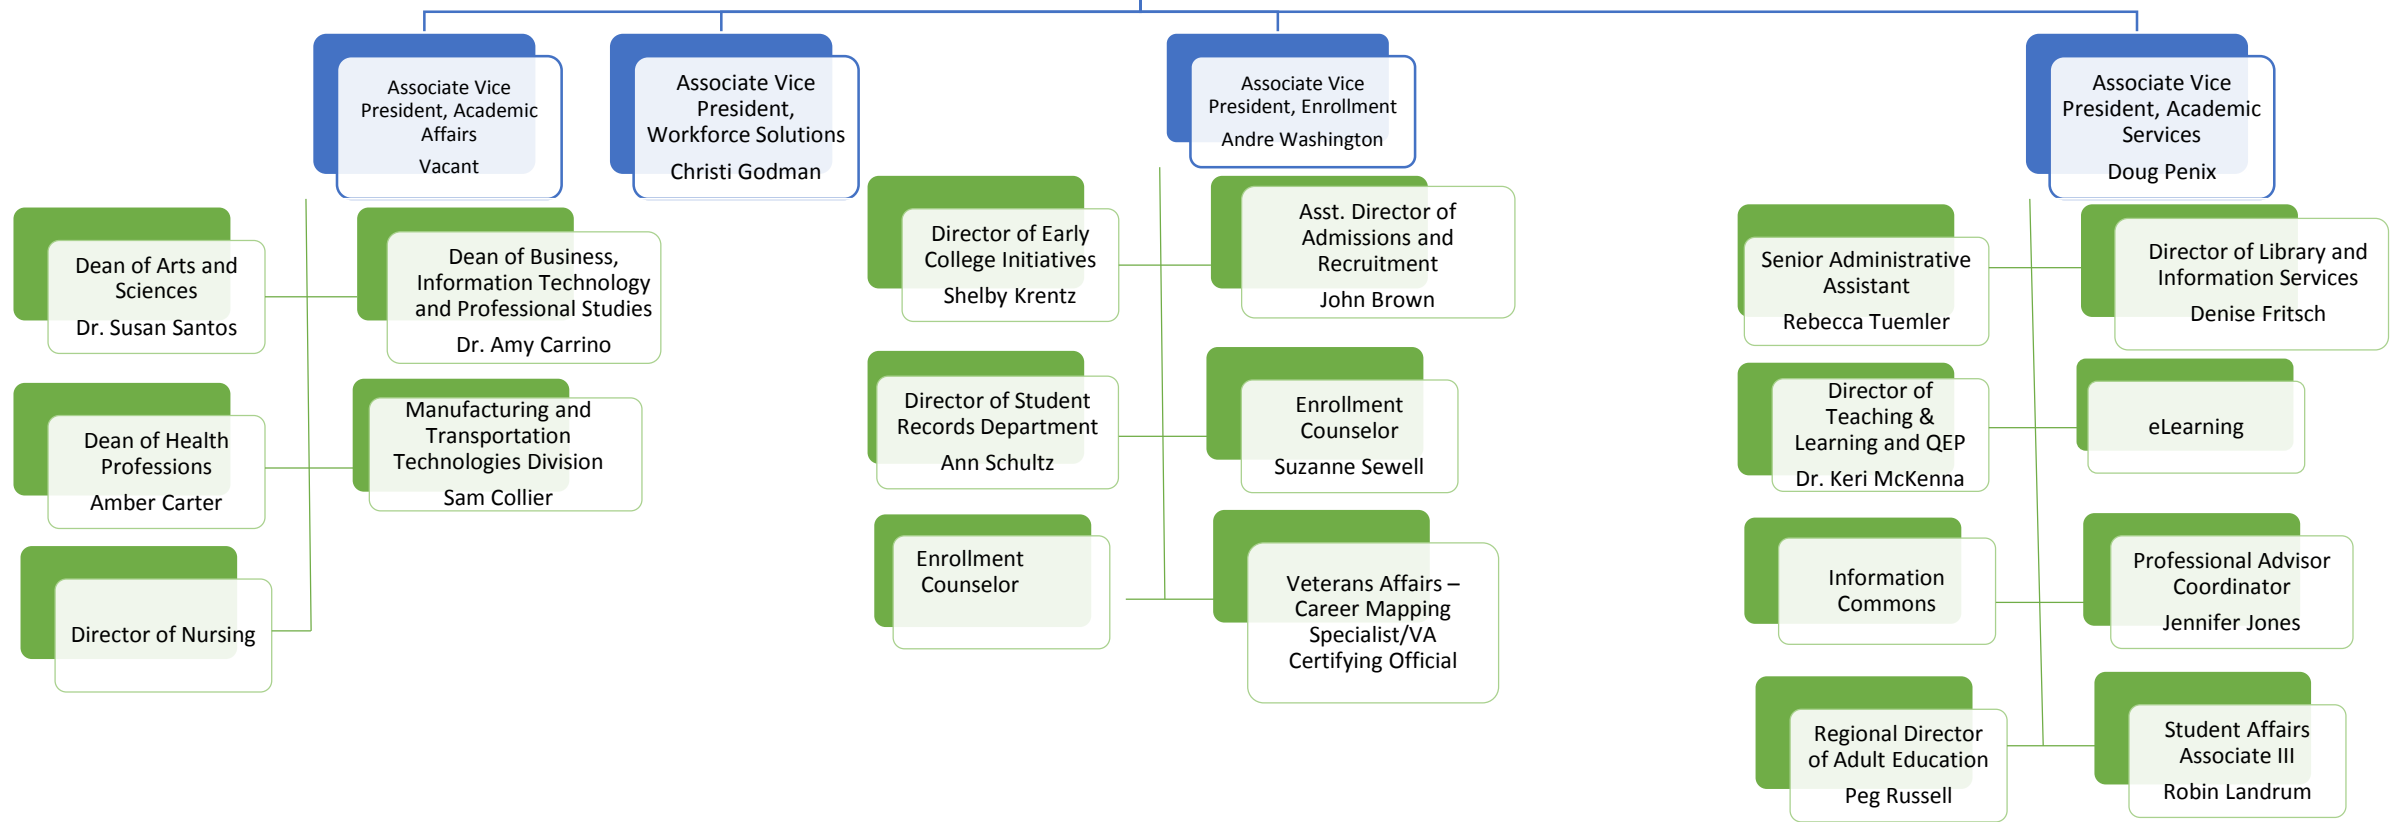 Associate Vice
President, Academic
Affairs
Vacant
Associate Vice
President,
Workforce Solutions
Christi Godman
Associate Vice
President, Enrollment
Andre Washington
Associate Vice
President, Academic
Services
Doug Penix
Dean of Arts and
Sciences
Dr. Susan Santos
Dean of Business,
Information Technology
and Professional Studies
Dr. Amy Carrino
Dean of Health
Professions
Amber Carter
Manufacturing and
Transportation
Technologies Division
Sam Collier
Director of Nursing
Director of Early
College Initiatives
Shelby Krentz
Asst. Director of
Admissions and
Recruitment
John Brown
Director of Student
Records Department
Ann Schultz
Enrollment
Counselor
Suzanne Sewell
Enrollment
Counselor
Veterans Affairs –
Career Mapping
Specialist/VA
Certifying Official
Senior Administrative
Assistant
Rebecca Tuemler
Director of Library and
Information Services
Denise Fritsch
Director of
Teaching &
Learning and QEP
Dr. Keri McKenna
eLearning
Information
Commons
Professional Advisor
Coordinator
Jennifer Jones
Regional Director
of Adult Education
Peg Russell
Student Affairs
Associate III
Robin Landrum